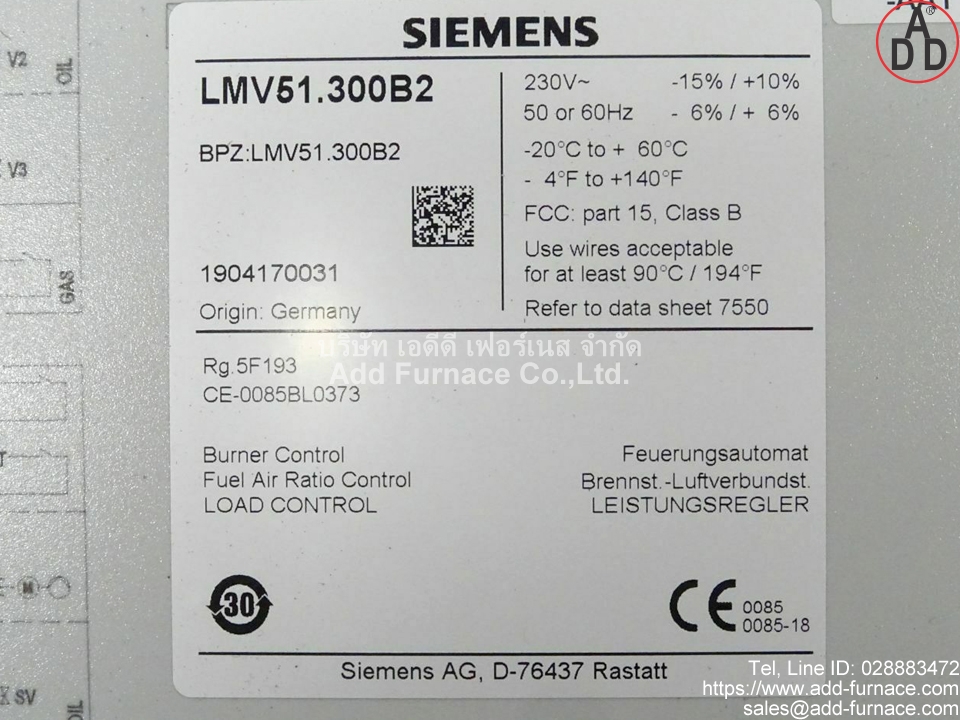 SIEMENS
LMV51.300B2
BPZ:LMV51.300B2
1904170031
Origin: Germany
230V~ -15% / +10%
50 or 60Hz - 6% / + 6%
-20°C to + 60°C
- 4°F to +140°F
FCC: part 15, Class B
Use wires acceptable
for at least 90°C / 194°F
Refer to data sheet 7550
บริษัท เอดีดี เฟอร์เนส จำกัด
Add Furnace Co.,Ltd.
Rg.5F193
CE-0085BL0373
Burner Control
Fuel Air Ratio Control
LOAD CONTROL
Feuerungsautomat
Brennst.-Luftverbundst.
LEISTUNGSREGLER
30
CE 0085
0085-18
Siemens AG, D-76437 Rastatt
V2
OIL
V3
GAS
M
SV
OIL
ADD
®
Tel, Line ID: 028883472
https://www.add-furnace.com
sales@add-furnace.com